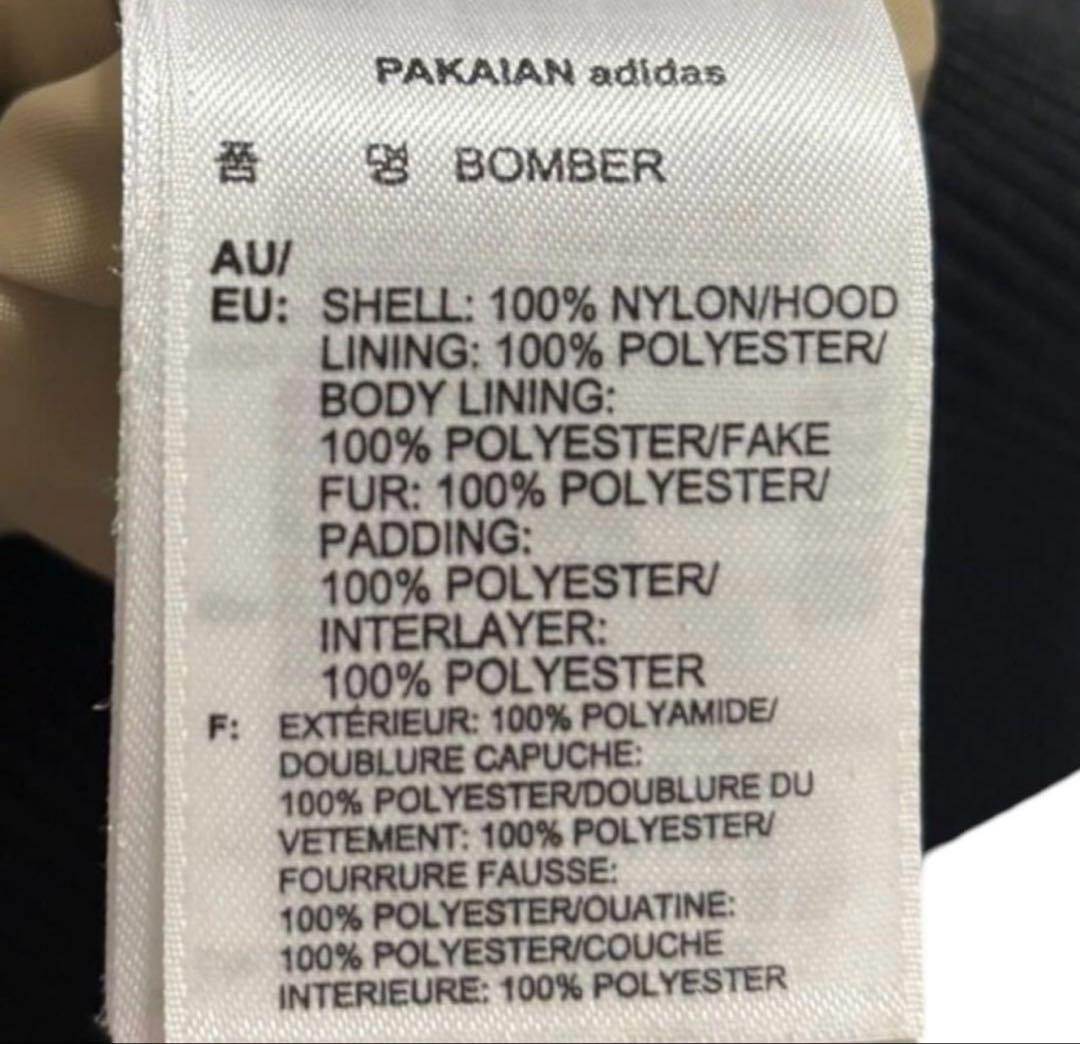 PAKAIAN adidas
품 명 BOMBER
AU/
EU: SHELL: 100% NYLON/HOOD
LINING: 100% POLYESTER/
BODY LINING:
100% POLYESTER/FAKE
FUR: 100% POLYESTER/
PADDING:
100% POLYESTER/
INTERLAYER:
100% POLYESTER
F: EXTÉRIEUR: 100% POLYAMIDE/
DOUBLURE CAPUCHE:
100% POLYESTER/DOUBLURE DU
VETEMENT: 100% POLYESTER/
FOURRURE FAUSSE:
100% POLYESTER/OUATINE:
100% POLYESTER/COUCHE
INTERIEURE: 100% POLYESTER